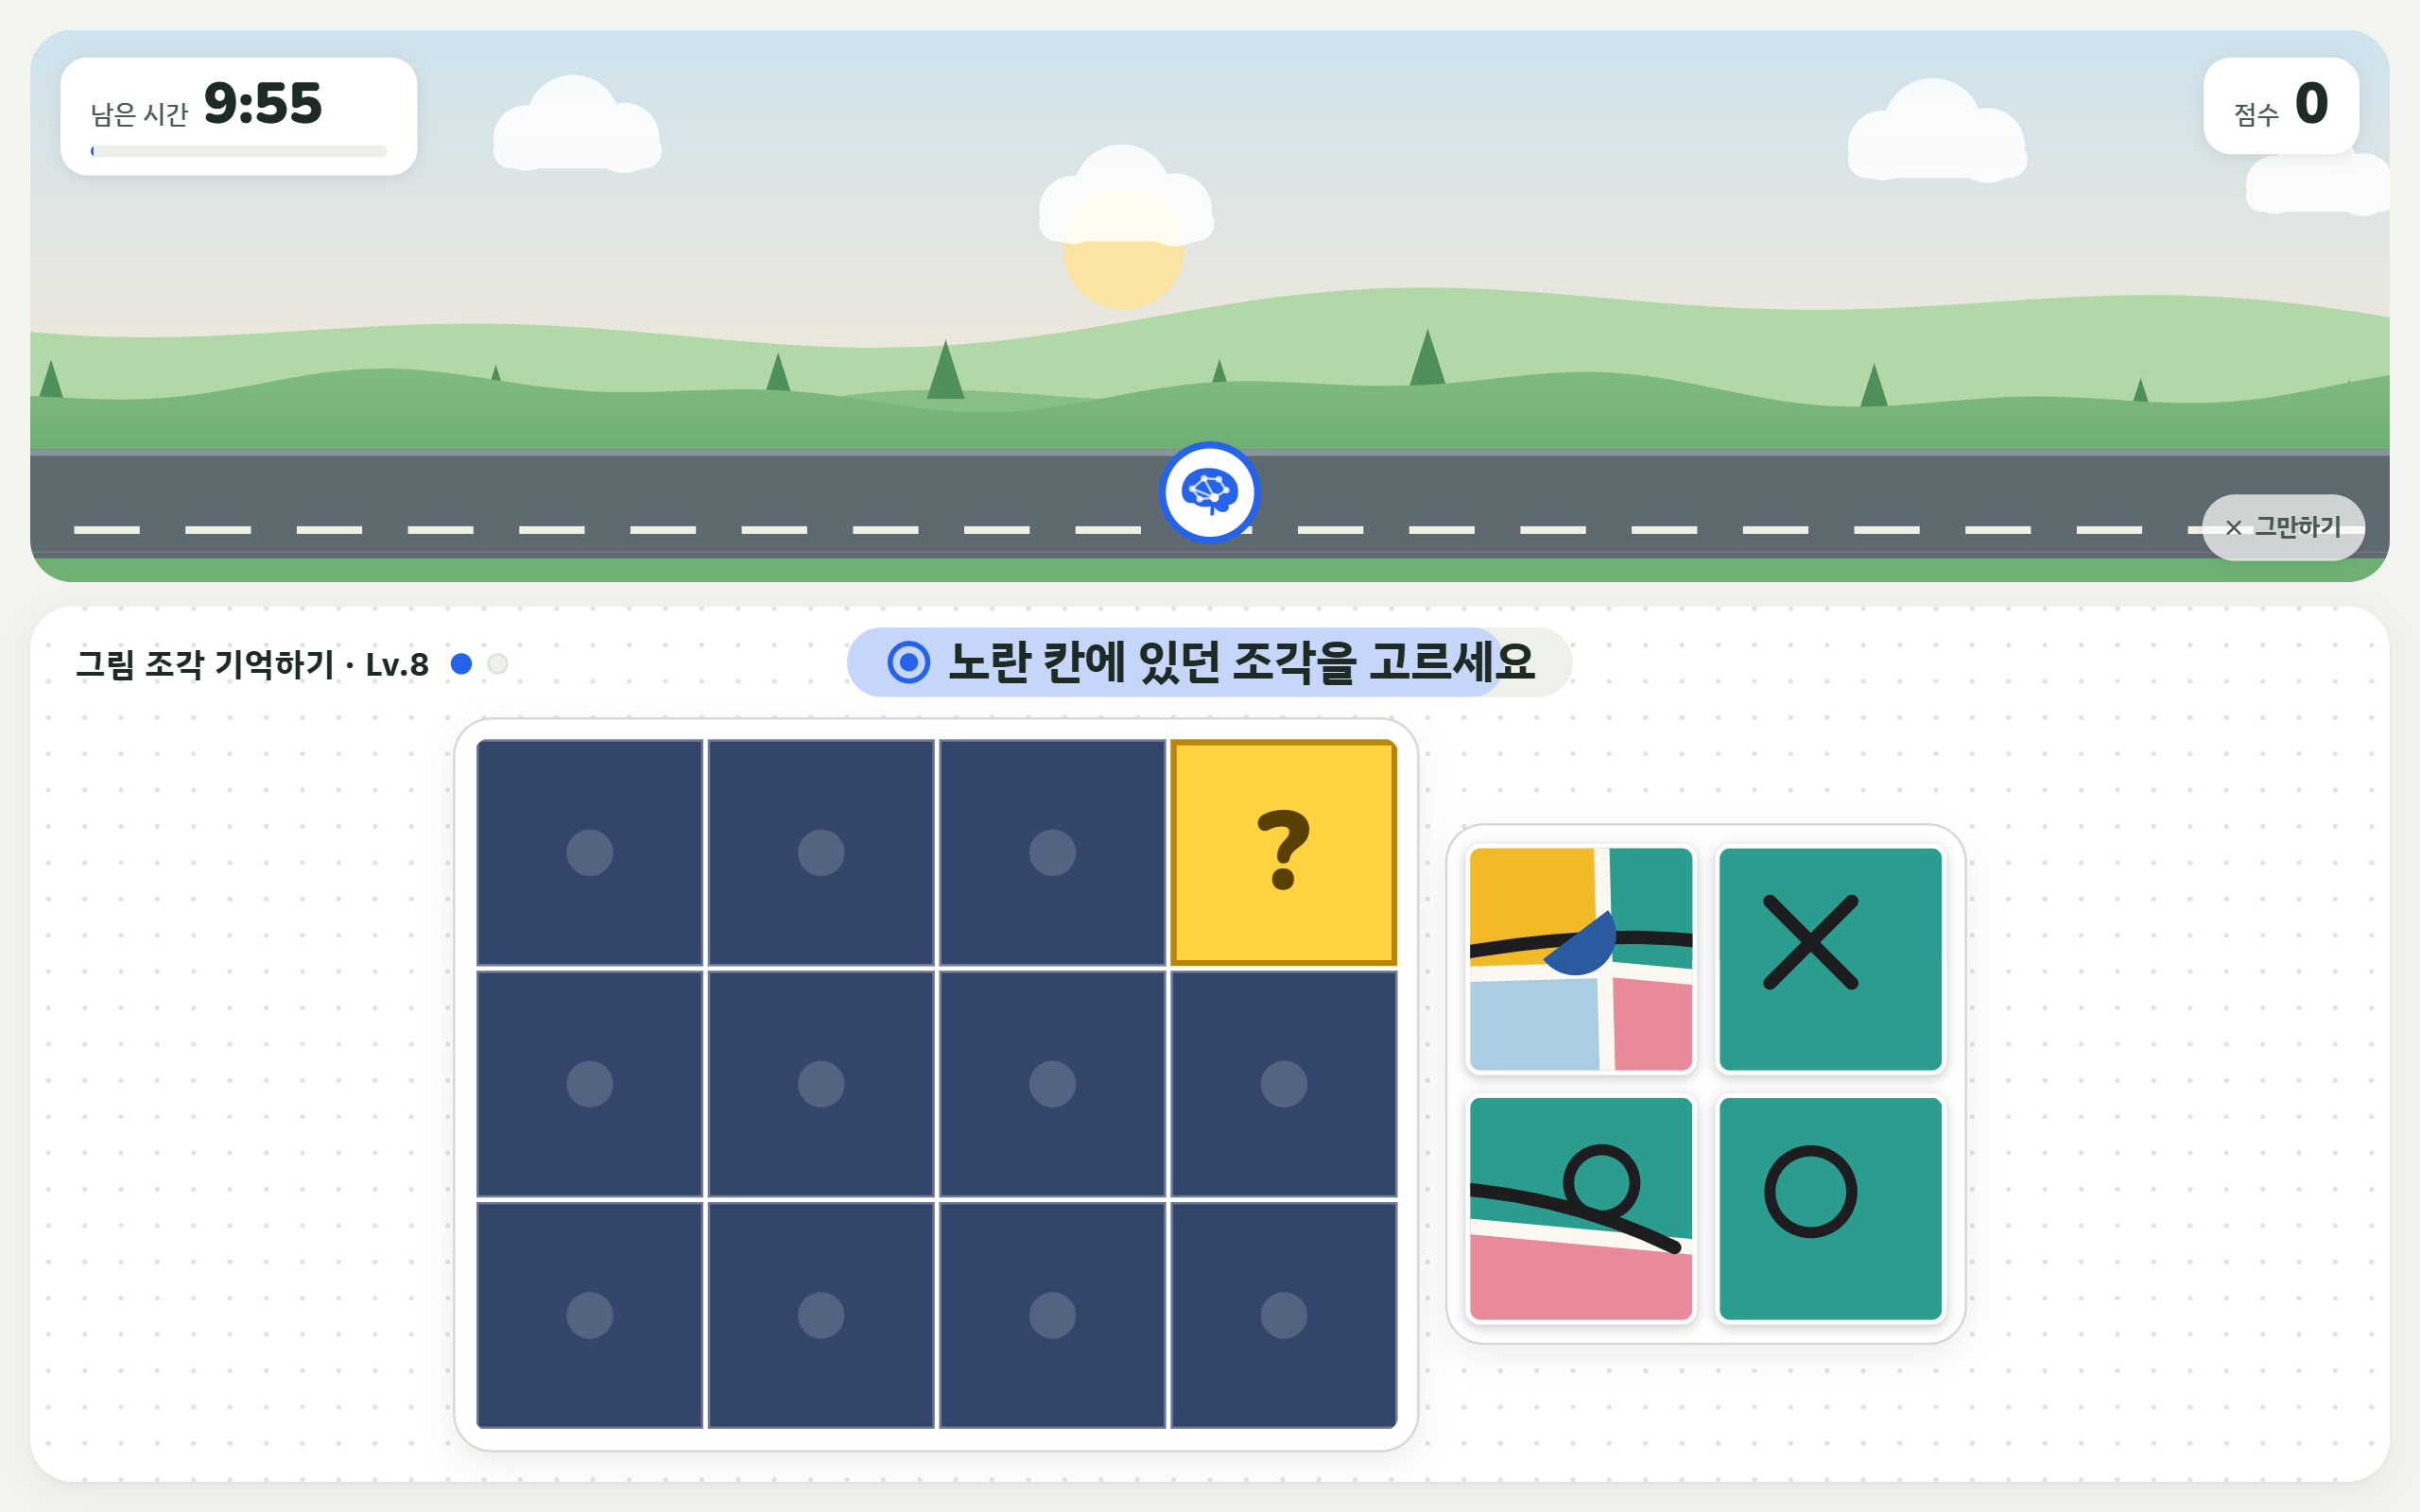 남은 시간 9:55
점수 0
× 그만하기
그림 조각 기억하기 · Lv.8
노란 칸에 있던 조각을 고르세요
?